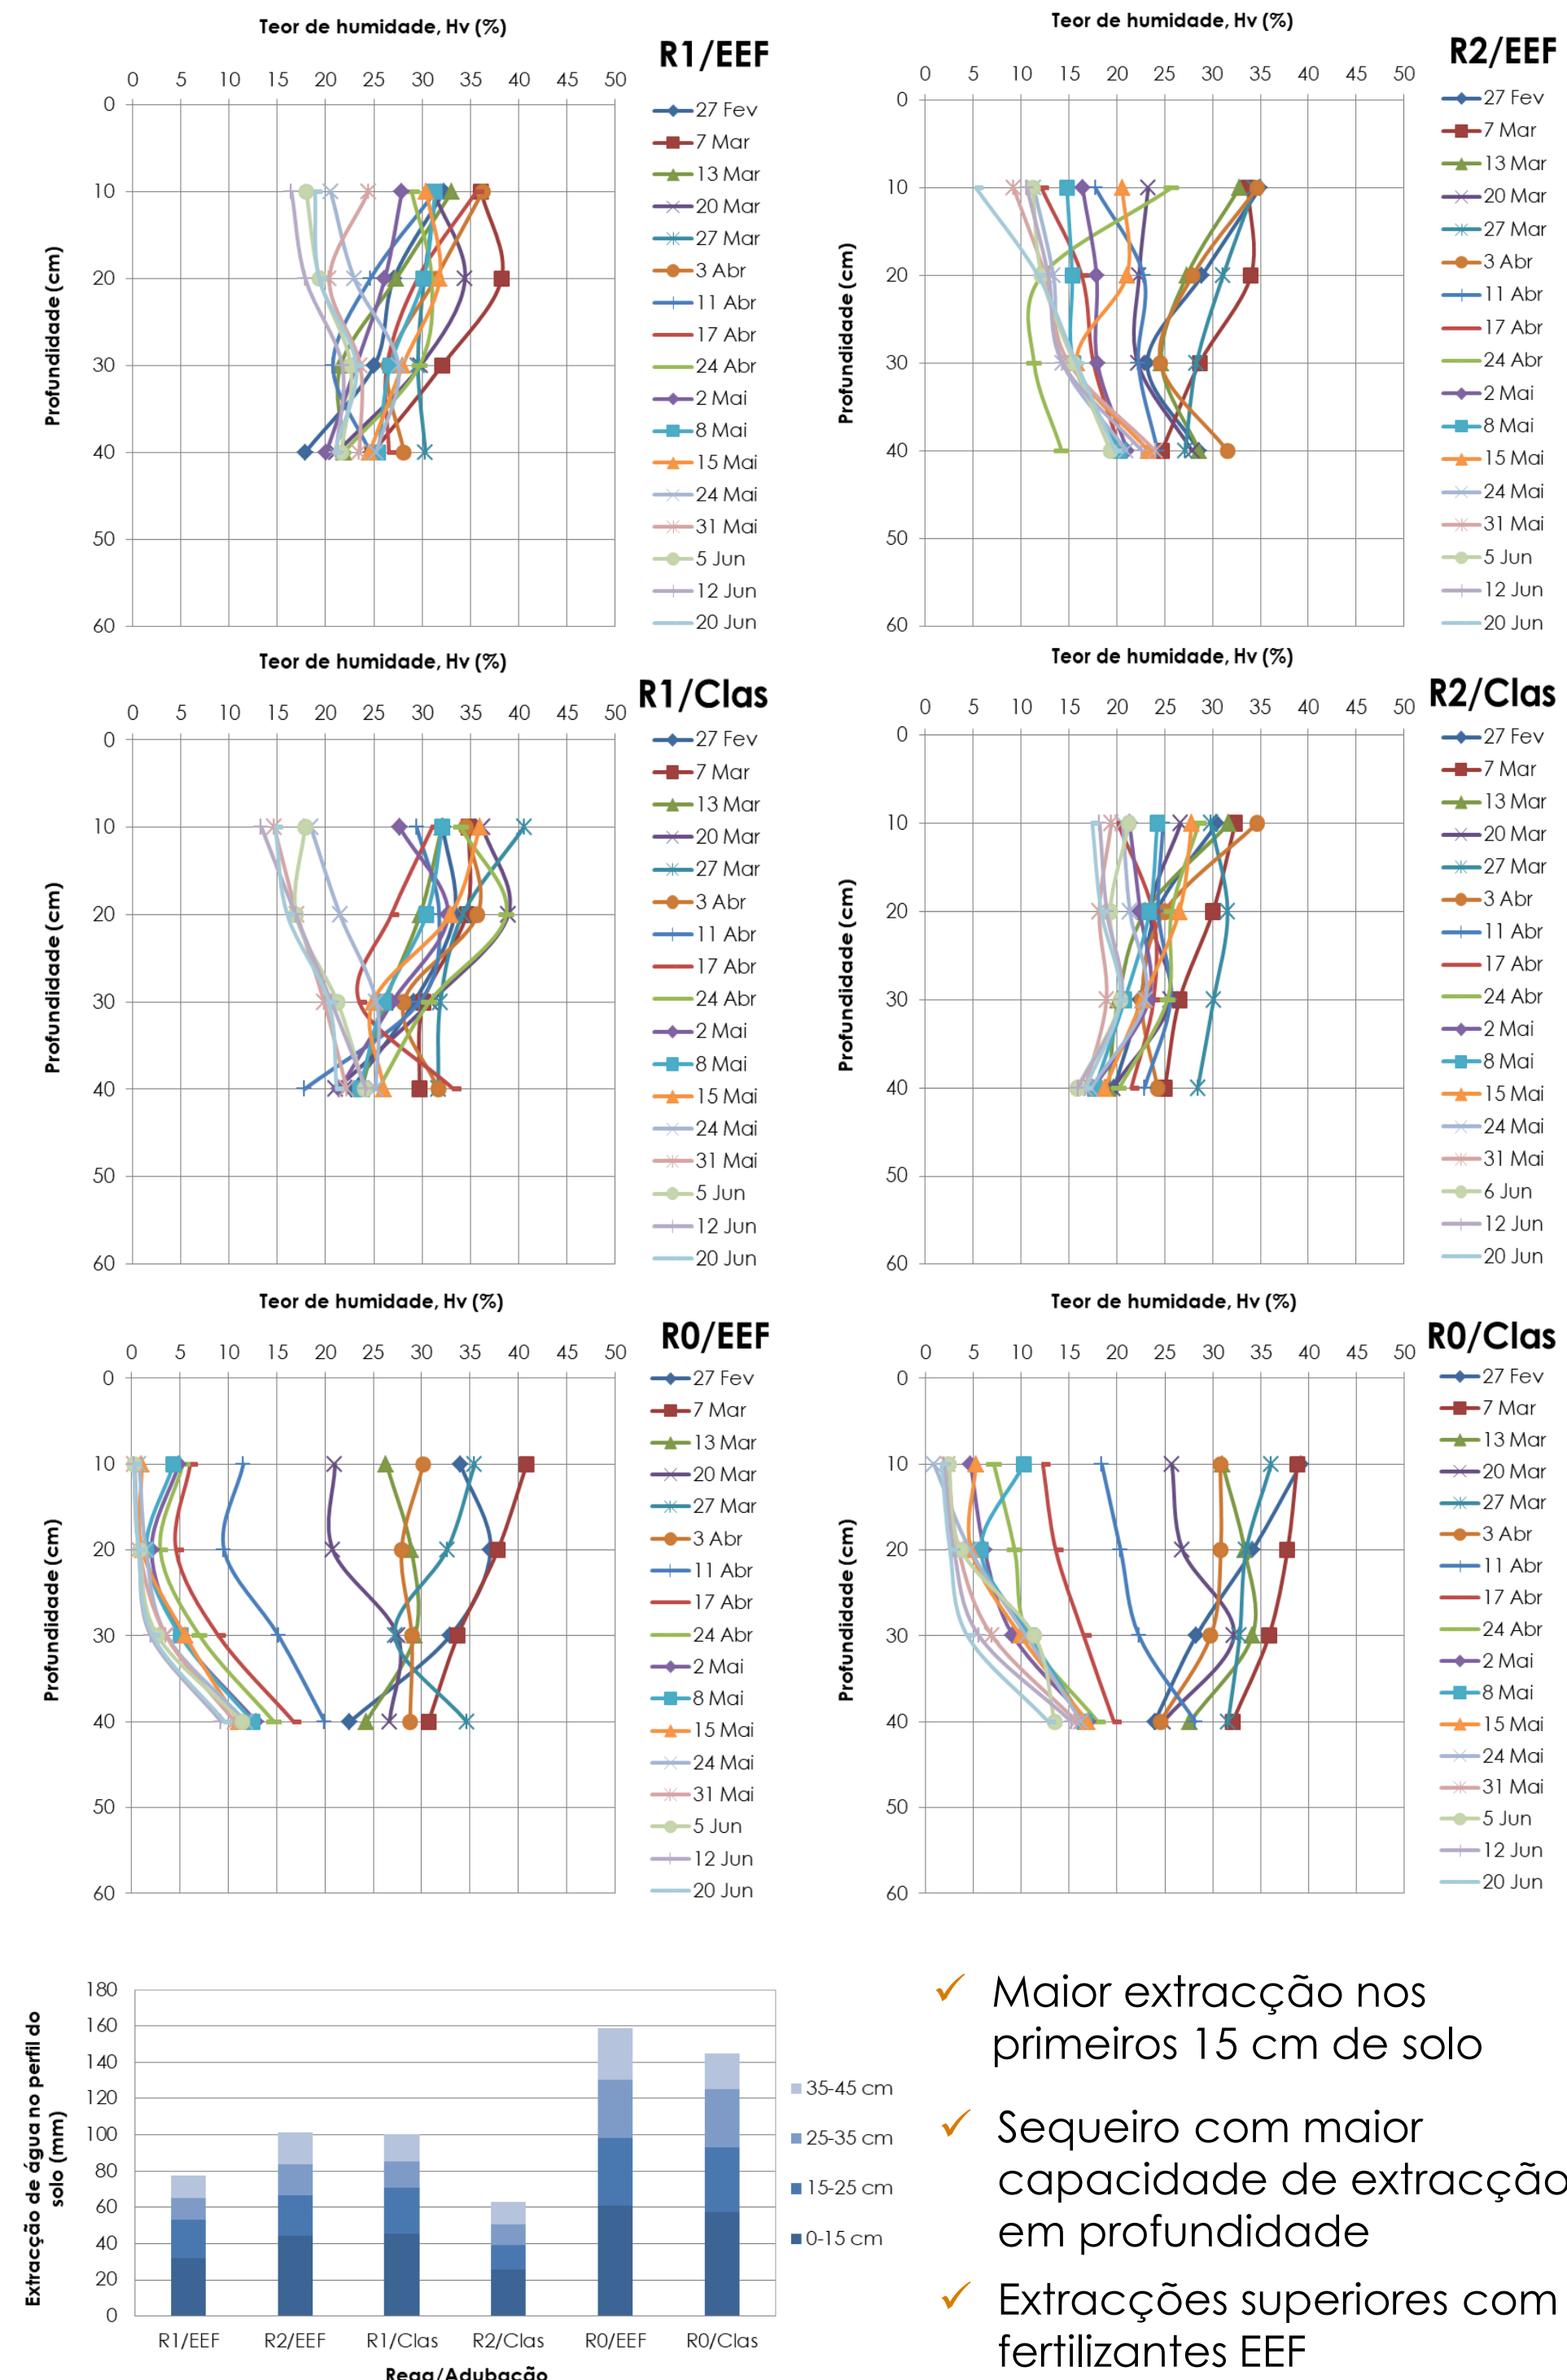 Teor de humidade, Hv (%)
R1/EEF
0 5 10 15 20 25 30 35 40 45 50
0
10
20
30
40
50
60
Profundidade (cm)
27 Fev
7 Mar
13 Mar
20 Mar
27 Mar
3 Abr
11 Abr
17 Abr
24 Abr
2 Mai
8 Mai
15 Mai
24 Mai
31 Mai
5 Jun
12 Jun
20 Jun
Teor de humidade, Hv (%)
R2/EEF
0 5 10 15 20 25 30 35 40 45 50
0
10
20
30
40
50
60
Profundidade (cm)
27 Fev
7 Mar
13 Mar
20 Mar
27 Mar
3 Abr
11 Abr
17 Abr
24 Abr
2 Mai
8 Mai
15 Mai
24 Mai
31 Mai
5 Jun
12 Jun
20 Jun
Teor de humidade, Hv (%)
R1/Clas
0 5 10 15 20 25 30 35 40 45 50
0
10
20
30
40
50
60
Profundidade (cm)
27 Fev
7 Mar
13 Mar
20 Mar
27 Mar
3 Abr
11 Abr
17 Abr
24 Abr
2 Mai
8 Mai
15 Mai
24 Mai
31 Mai
5 Jun
12 Jun
20 Jun
Teor de humidade, Hv (%)
R2/Clas
0 5 10 15 20 25 30 35 40 45 50
0
10
20
30
40
50
60
Profundidade (cm)
27 Fev
7 Mar
13 Mar
20 Mar
27 Mar
3 Abr
11 Abr
17 Abr
24 Abr
2 Mai
8 Mai
15 Mai
24 Mai
31 Mai
6 Jun
12 Jun
20 Jun
Teor de humidade, Hv (%)
R0/EEF
0 5 10 15 20 25 30 35 40 45 50
0
10
20
30
40
50
60
Profundidade (cm)
27 Fev
7 Mar
13 Mar
20 Mar
27 Mar
3 Abr
11 Abr
17 Abr
24 Abr
2 Mai
8 Mai
15 Mai
24 Mai
31 Mai
5 Jun
12 Jun
20 Jun
Teor de humidade, Hv (%)
R0/Clas
0 5 10 15 20 25 30 35 40 45 50
0
10
20
30
40
50
60
Profundidade (cm)
27 Fev
7 Mar
13 Mar
20 Mar
27 Mar
3 Abr
11 Abr
17 Abr
24 Abr
2 Mai
8 Mai
15 Mai
24 Mai
31 Mai
5 Jun
12 Jun
20 Jun
Extracção de água no perfil do
solo (mm)
180
160
140
120
100
80
60
40
20
0
R1/EEF R2/EEF R1/Clas R2/Clas R0/EEF R0/Clas
Rega/Adubação
35-45 cm
25-35 cm
15-25 cm
0-15 cm
✓ Maior extracção nos
primeiros 15 cm de solo
✓ Sequeiro com maior
capacidade de extracção
em profundidade
✓ Extracções superiores com
fertilizantes EEF